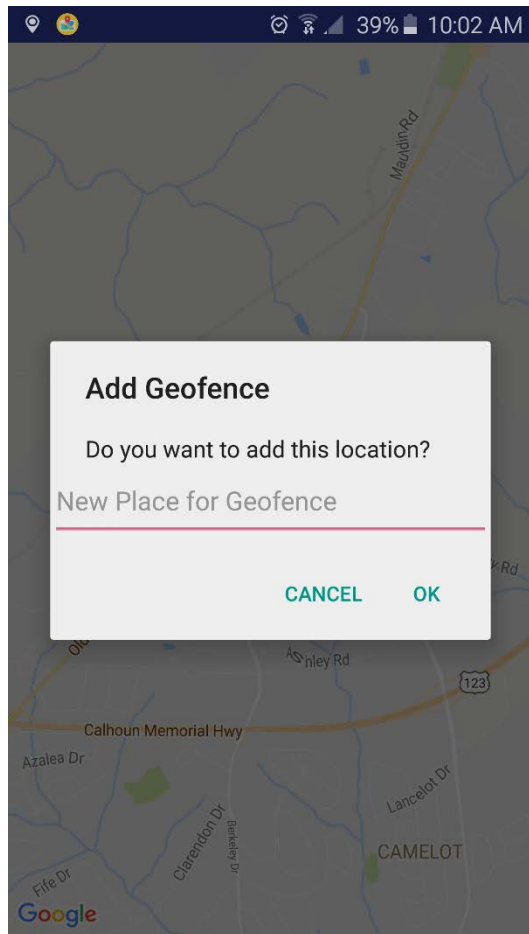 39% 10:02 AM
Mauldin Rd
Add Geofence
Do you want to add this location?
New Place for Geofence
CANCEL OK
y Rd
Old
Ashley Rd
123
Calhoun Memorial Hwy
Azalea Dr
Lancelot Dr
Clarendon Dr
Berkeley Dr
CAMELOT
Fife Dr
Google